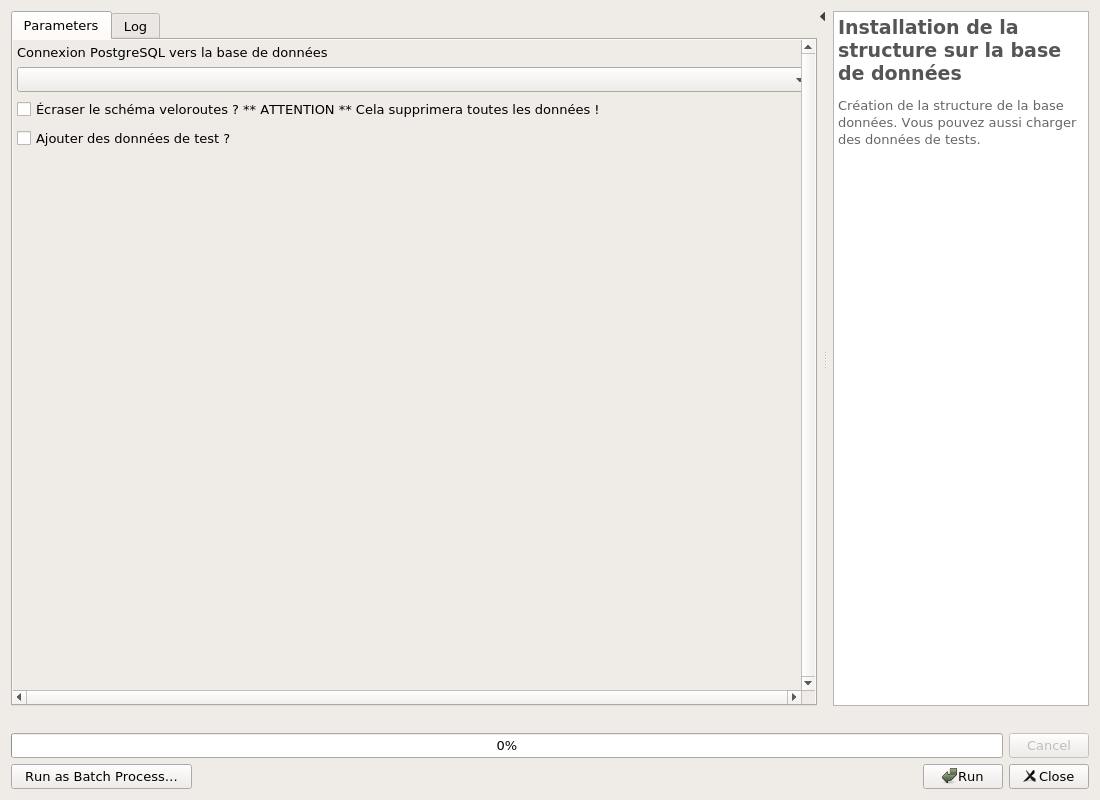 Parameters
Log
Connexion PostgreSQL vers la base de données
Écraser le schéma veloroutes ? ** ATTENTION ** Cela supprimera toutes les données !
Ajouter des données de test ?
Installation de la
structure sur la base
de données
Création de la structure de la base
données. Vous pouvez aussi charger
des données de tests.
0%
Cancel
Run as Batch Process…
Run
Close